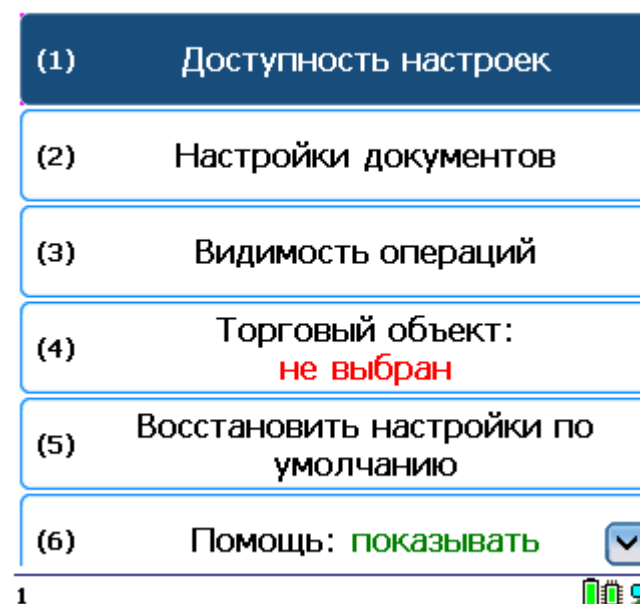 (1) Доступность настроек
(2) Настройки документов
(3) Видимость операций
(4) Торговый объект:
не выбран
(5) Восстановить настройки по
умолчанию
(6) Помощь: показывать
1